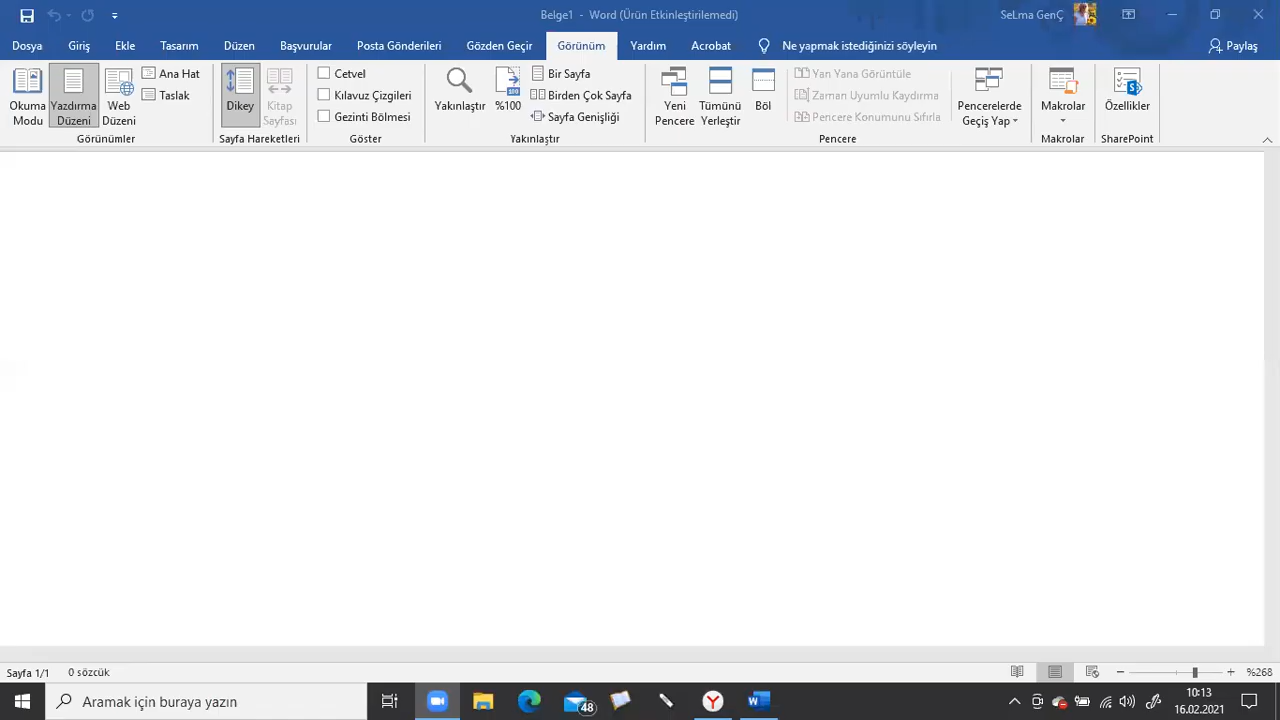 Belge1 - Word (Ürün Etkinleştirilemedi)
SeLma GenÇ
Dosya Giriş Ekle Tasarım Düzen Başvurular Posta Gönderileri Gözden Geçir Görünüm Yardım Acrobat Ne yapmak istediğinizi söyleyin Paylaş
Okuma Modu
Yazdırma Düzeni
Web Düzeni
Ana Hat
Taslak
Görünümler
Dikey
Kitap Sayfası
Sayfa Hareketleri
Cetvel
Kılavuz Çizgileri
Gezinti Bölmesi
Göster
Yakınlaştır
100
%100
Bir Sayfa
Birden Çok Sayfa
Sayfa Genişliği
Yakınlaştır
Yeni Pencere
Tümünü Yerleştir
Böl
Yan Yana Görüntüle
Zaman Uyumlu Kaydırma
Pencere Konumunu Sıfırla
Pencerelerde Geçiş Yap
Pencere
Makrolar
Makrolar
Özellikler
SharePoint
Sayfa 1/1 0 sözcük %268
Aramak için buraya yazın
48
10:13
16.02.2021